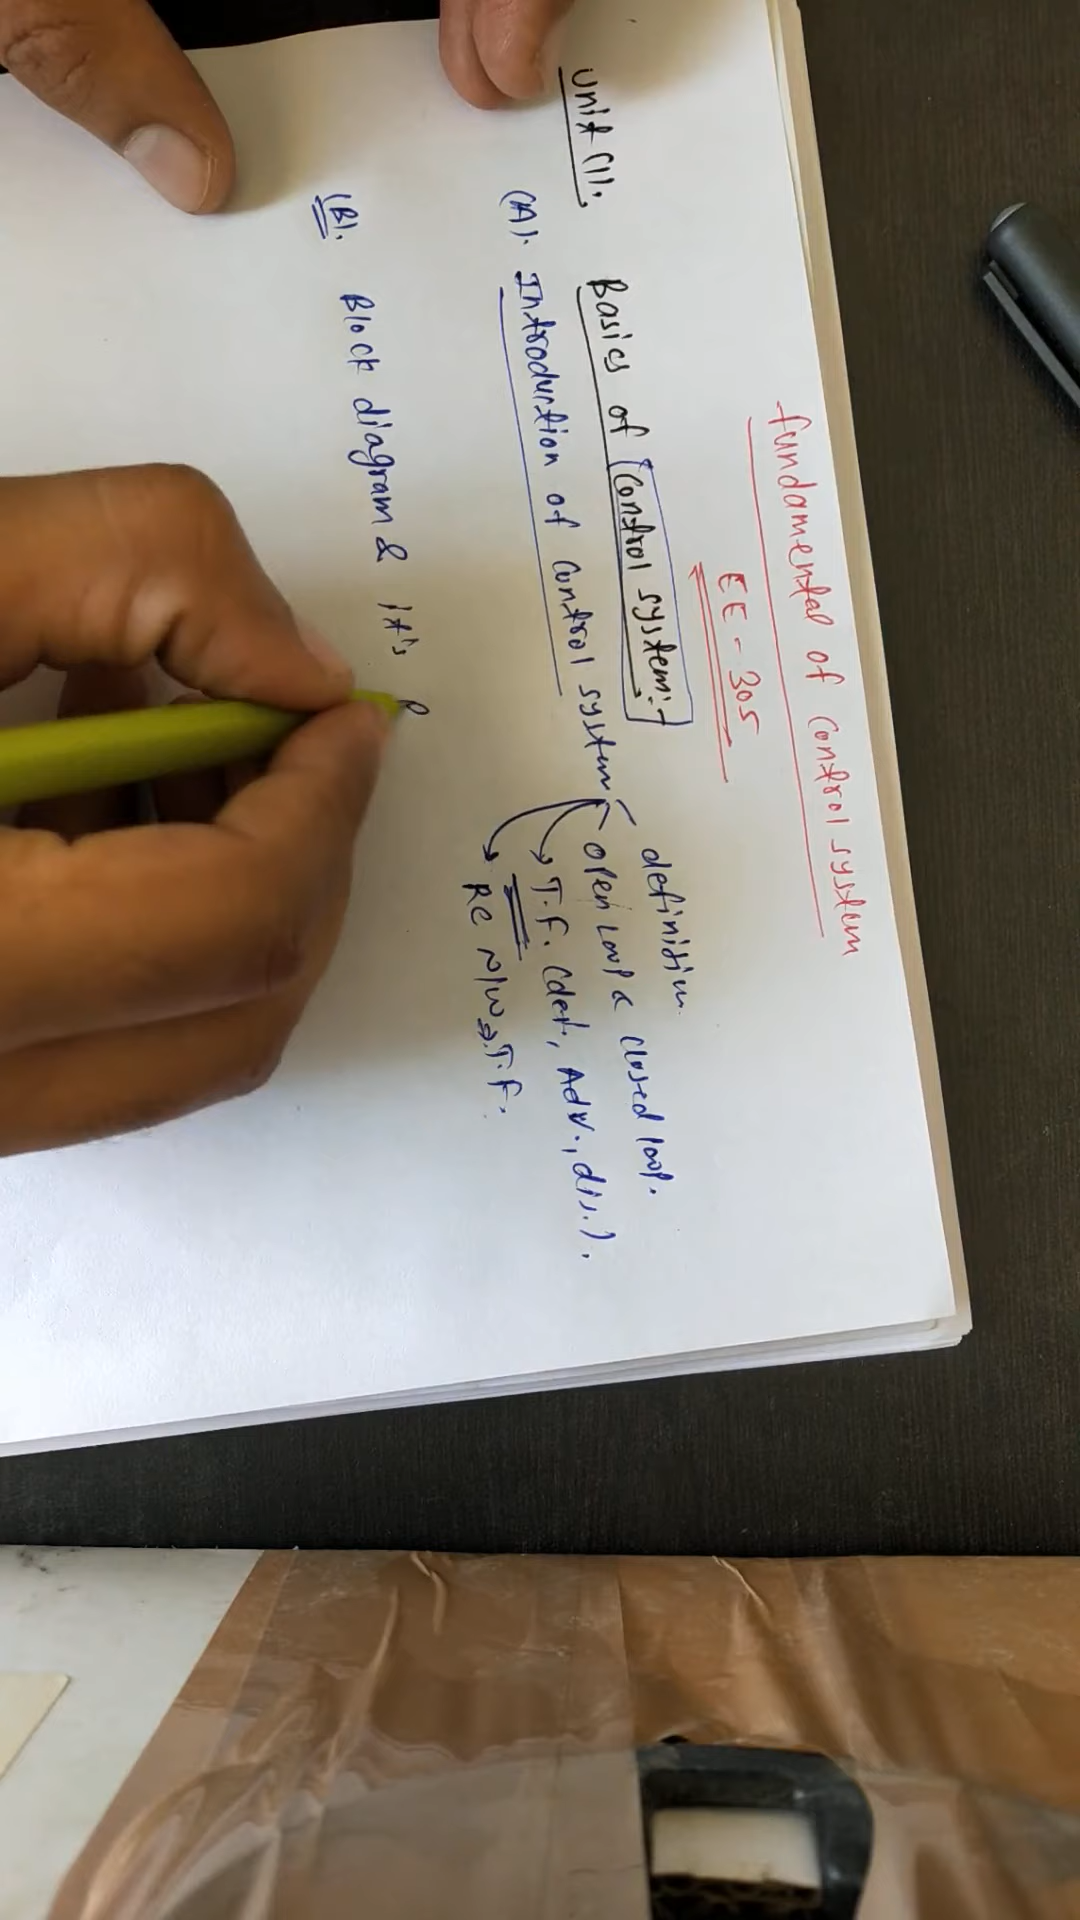 fundamental of control system
EE-305
Unit (1). Basics of Control system:-
definition.
(A). Introduction of control system
open loop & closed loop.
T.F. (def., Adv., dis.).
RC N/W → T.F.
(B). Block diagram & it's